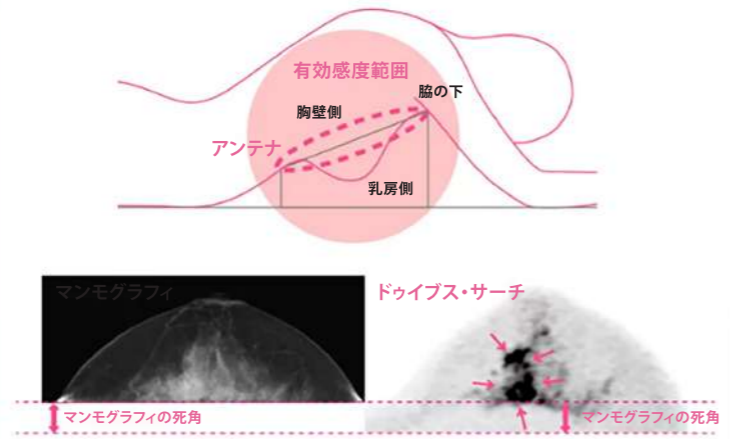 有効感度範囲
脇の下
胸壁側
アンテナ
乳房側
マンモグラフィ
ドゥイブス・サーチ
マンモグラフィの死角
マンモグラフィの死角